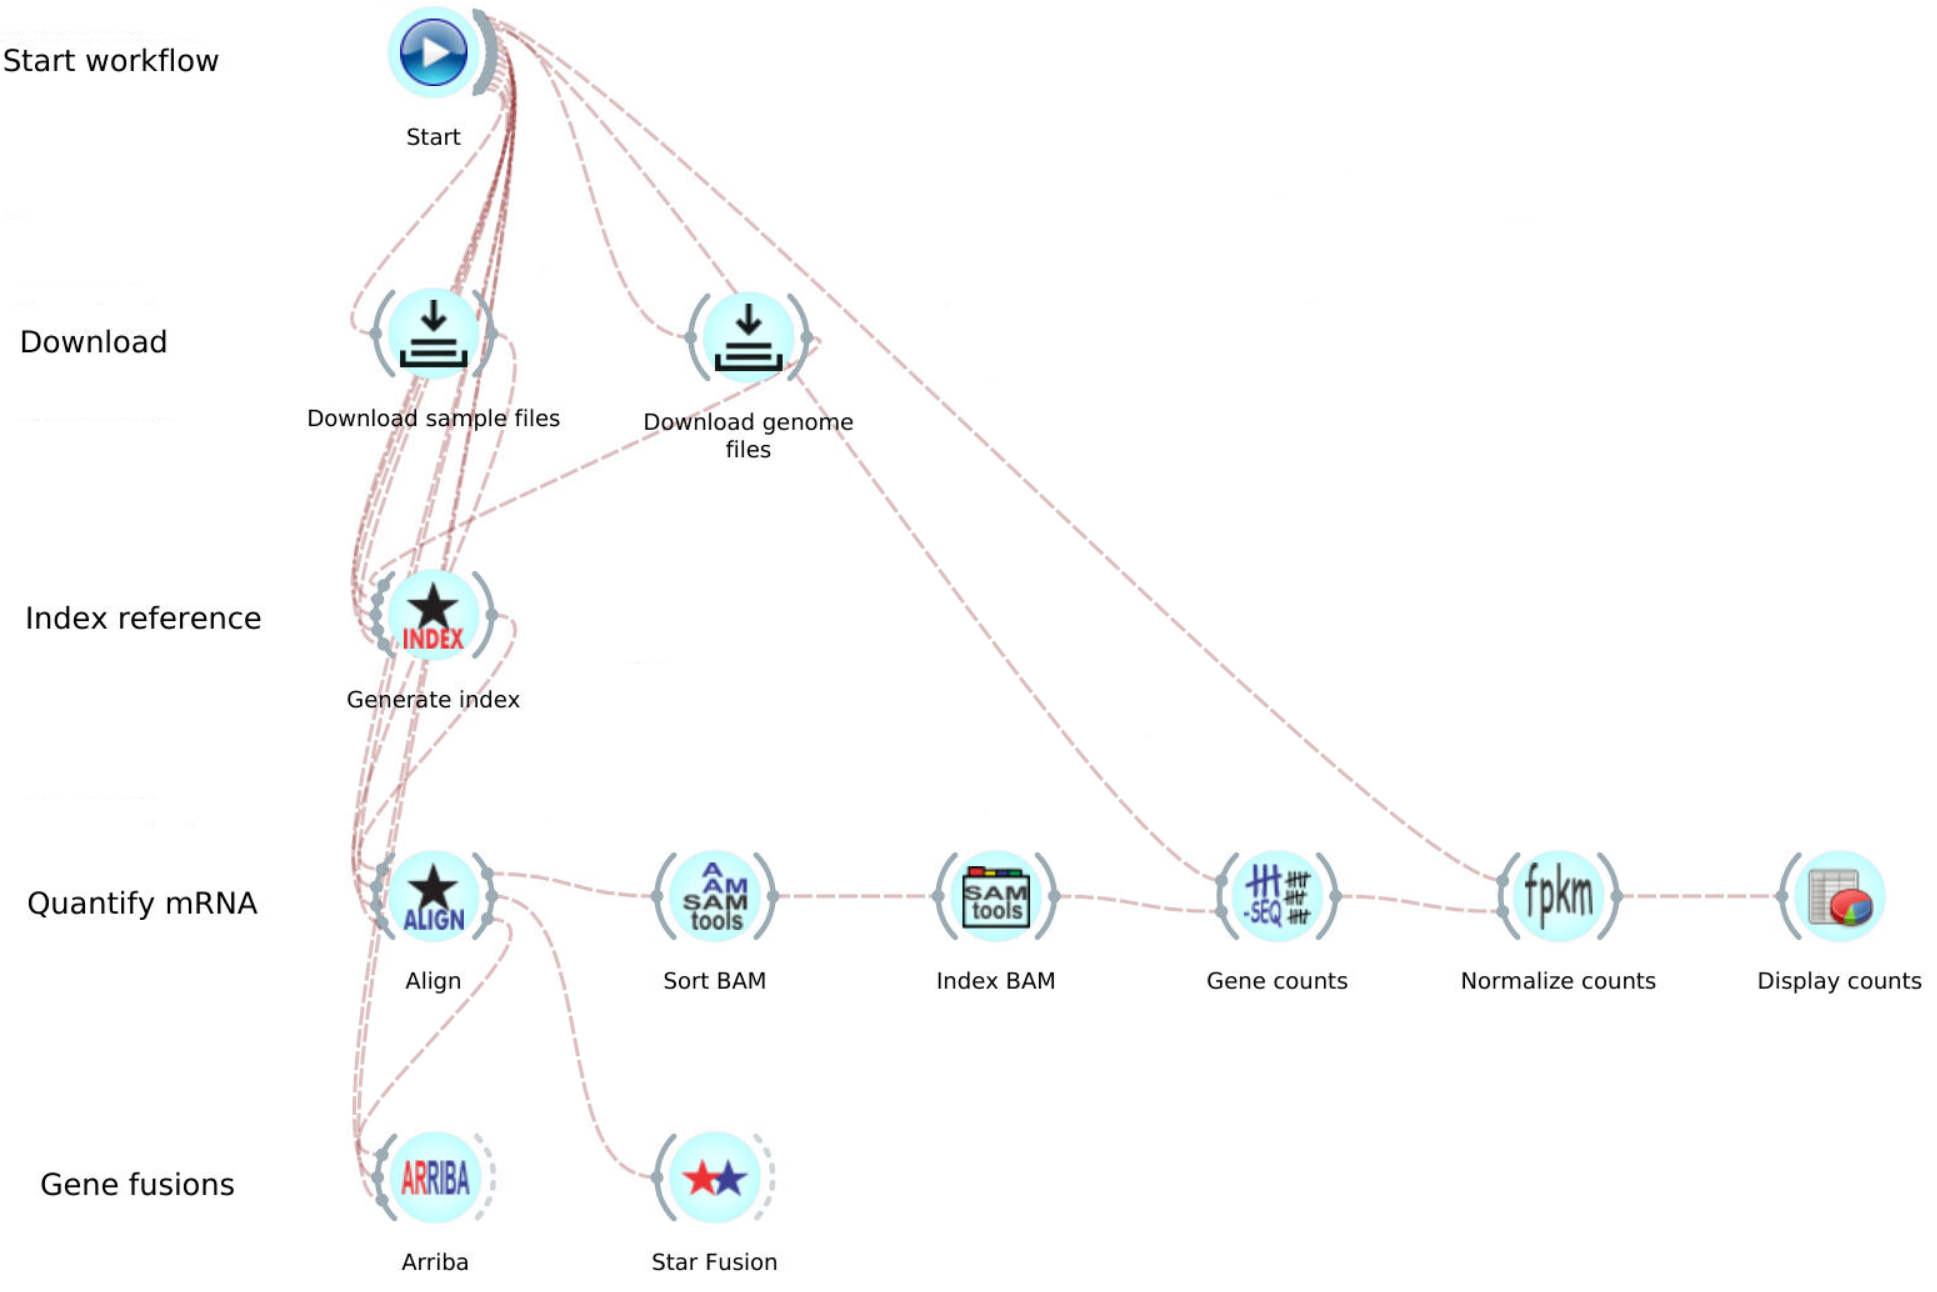 Start workflow
Start
Download
Download sample files
Download genome
files
Index reference
INDEX
Generate index
Quantify mRNA
ALIGN
Align
A
AM
SAM
tools
Sort BAM
SAM
tools
Index BAM
-SEQ
Gene counts
fpkm
Normalize counts
Display counts
Gene fusions
ARRIBA
Arriba
Star Fusion